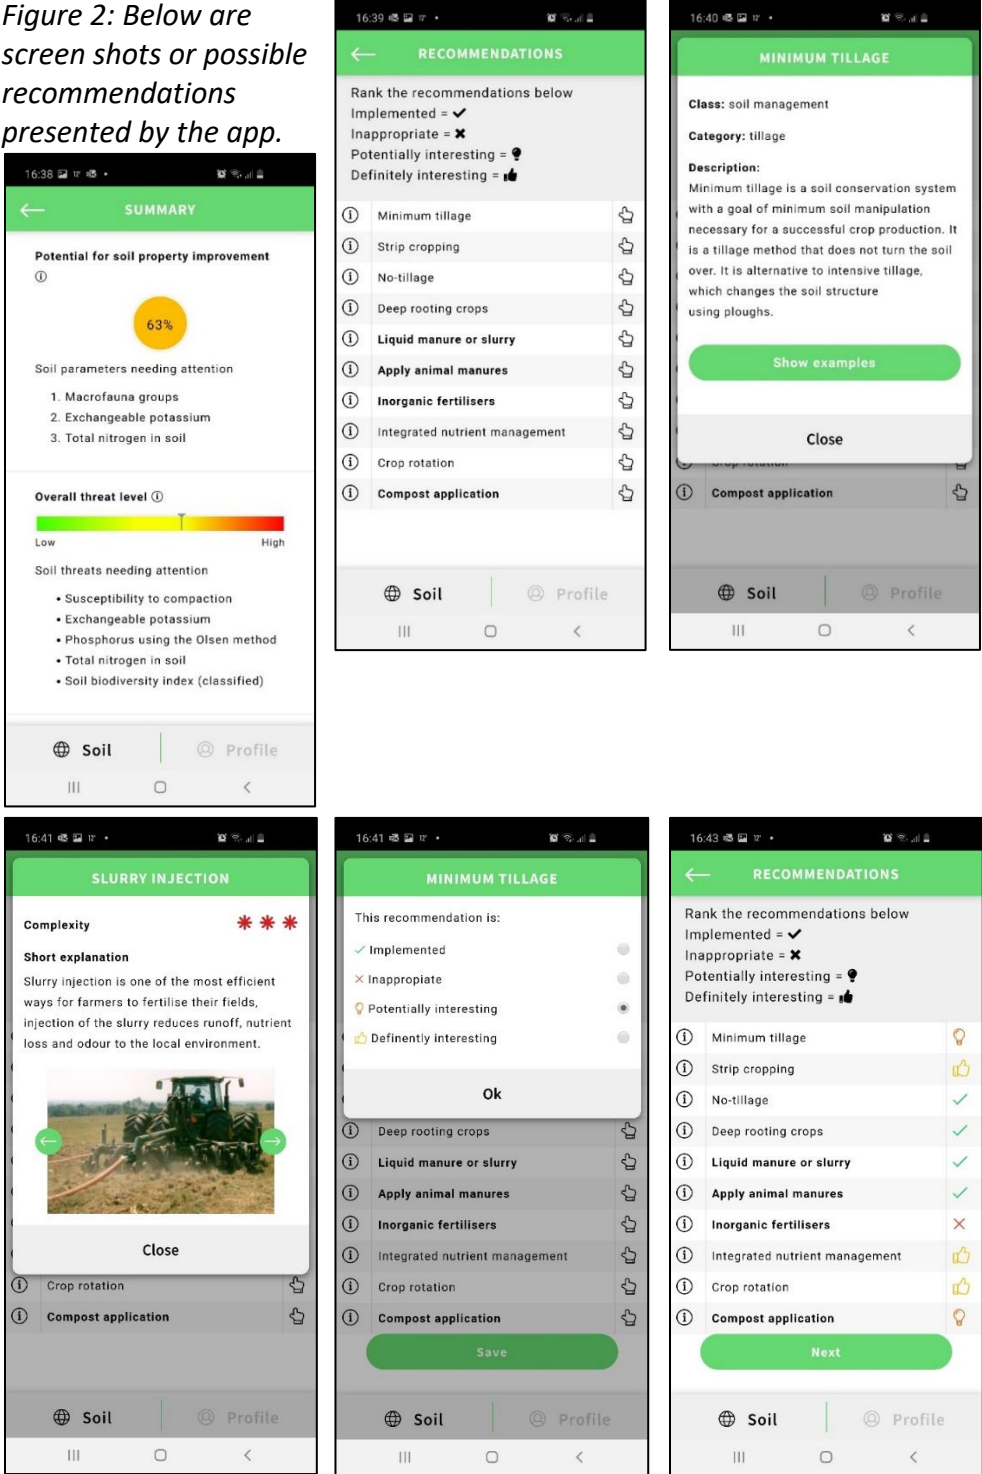 Figure 2: Below are
screen shots or possible
recommendations
presented by the app.
16:38
SUMMARY
Potential for soil property improvement
63%
Soil parameters needing attention
1. Macrofauna groups
2. Exchangeable potassium
3. Total nitrogen in soil
Overall threat level
Low High
Soil threats needing attention
• Susceptibility to compaction
• Exchangeable potassium
• Phosphorus using the Olsen method
• Total nitrogen in soil
• Soil biodiversity index (classified)
Soil Profile
16:39
RECOMMENDATIONS
Rank the recommendations below
Implemented = ✔
Inappropriate = ✖
Potentially interesting =
Definitely interesting =
Minimum tillage
Strip cropping
No-tillage
Deep rooting crops
Liquid manure or slurry
Apply animal manures
Inorganic fertilisers
Integrated nutrient management
Crop rotation
Compost application
Soil Profile
16:40
MINIMUM TILLAGE
Class: soil management
Category: tillage
Description:
Minimum tillage is a soil conservation system
with a goal of minimum soil manipulation
necessary for a successful crop production. It
is a tillage method that does not turn the soil
over. It is alternative to intensive tillage,
which changes the soil structure
using ploughs.
Show examples
Close
Crop rotation
Compost application
Soil Profile
16:41
SLURRY INJECTION
Complexity
Short explanation
Slurry injection is one of the most efficient
ways for farmers to fertilise their fields,
injection of the slurry reduces runoff, nutrient
loss and odour to the local environment.
Close
Crop rotation
Compost application
Soil Profile
16:41
MINIMUM TILLAGE
This recommendation is:
Implemented
Inappropiate
Potentially interesting
Definently interesting
Ok
Deep rooting crops
Liquid manure or slurry
Apply animal manures
Inorganic fertilisers
Integrated nutrient management
Crop rotation
Compost application
Save
Soil Profile
16:43
RECOMMENDATIONS
Rank the recommendations below
Implemented = ✔
Inappropriate = ✖
Potentially interesting =
Definitely interesting =
Minimum tillage
Strip cropping
No-tillage
Deep rooting crops
Liquid manure or slurry
Apply animal manures
Inorganic fertilisers
Integrated nutrient management
Crop rotation
Compost application
Next
Soil Profile